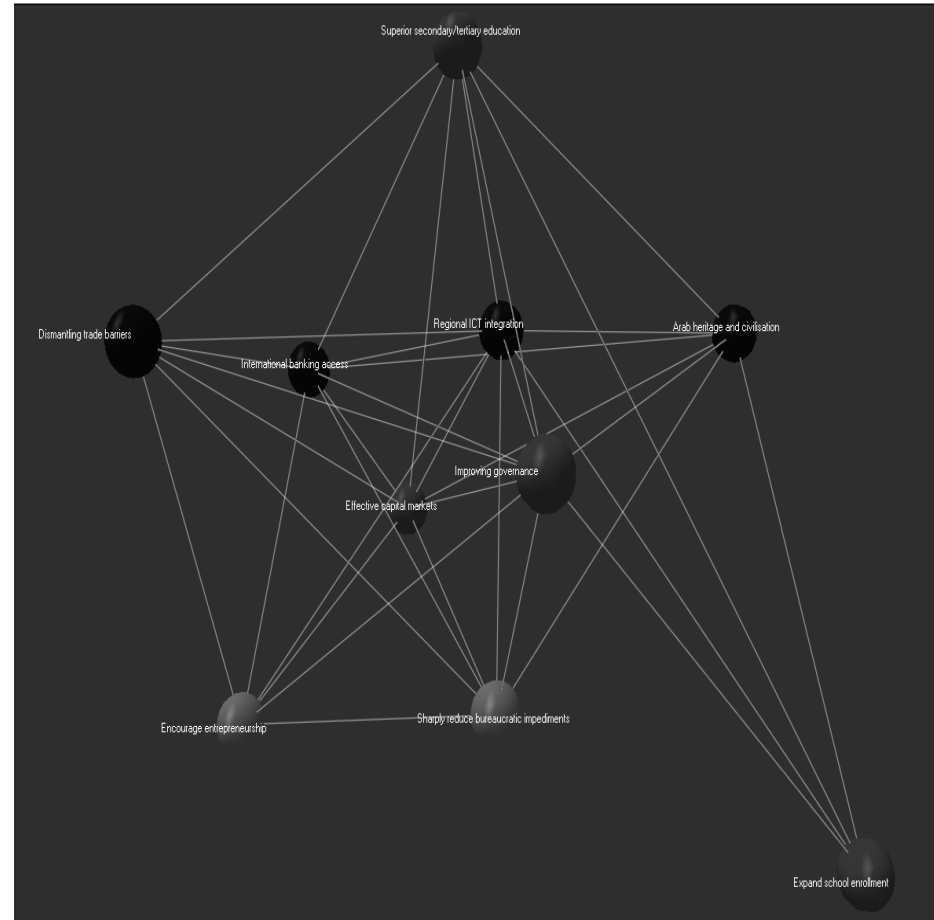 Superior secondary/tertiary education
Regional ICT integration
Arab heritage and civilisation
Dismantling trade barriers
International banking access
Improving governance
Effective capital markets
Sharply reduce bureaucratic impediments
Encourage entrepreneurship
Expand school enrollment